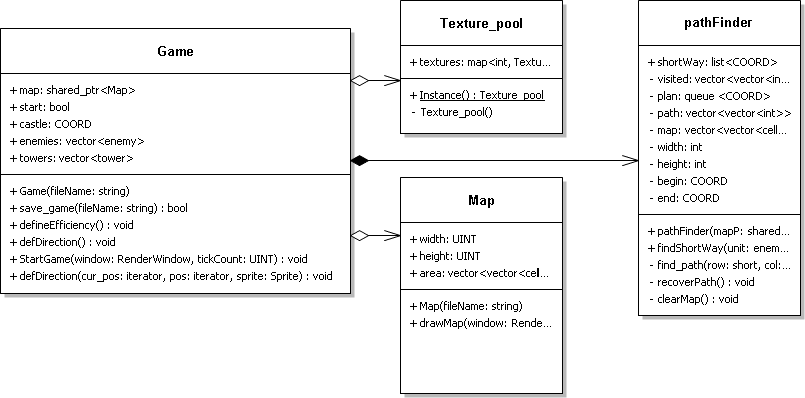 Game
+ map: shared_ptr<Map>
+ start: bool
+ castle: COORD
+ enemies: vector<enemy>
+ towers: vector<tower>
+ Game(fileName: string)
+ save_game(fileName: string) : bool
+ defineEfficiency() : void
+ defDirection() : void
+ StartGame(window: RenderWindow, tickCount: UINT) : void
+ defDirection(cur_pos: iterator, pos: iterator, sprite: Sprite) : void
Texture_pool
+ textures: map<int, Textu...
+ Instance() : Texture_pool
- Texture_pool()
Map
+ width: UINT
+ height: UINT
+ area: vector<vector<cell...
+ Map(fileName: string)
+ drawMap(window: Rende...
pathFinder
+ shortWay: list<COORD>
- visited: vector<vector<in...
- plan: queue <COORD>
- path: vector<vector<int>>
- map: vector<vector<cell...
- width: int
- height: int
- begin: COORD
- end: COORD
+ pathFinder(mapP: shared...
+ findShortWay(unit: enem...
- find_path(row: short, col:...
- recoverPath() : void
- clearMap() : void